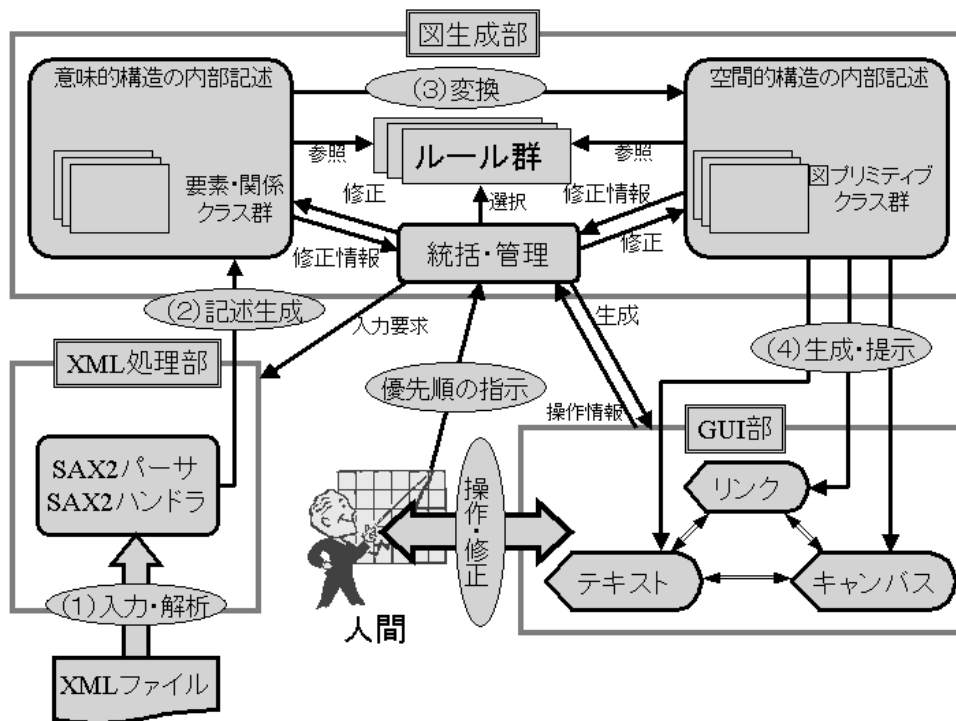 図生成部
意味的構造の内部記述
(3)変換
空間的構造の内部記述
参照
ルール群
参照
要素・関係
クラス群
修正
選択
修正情報
図プリミティブ
クラス群
修正情報
統括・管理
修正
(2)記述生成
入力要求
生成
(4)生成・提示
XML処理部
優先順の指示
操作情報
GUI部
SAX2パーサ
SAX2ハンドラ
操作・修正
リンク
テキスト
キャンバス
(1)入力・解析
人間
XMLファイル